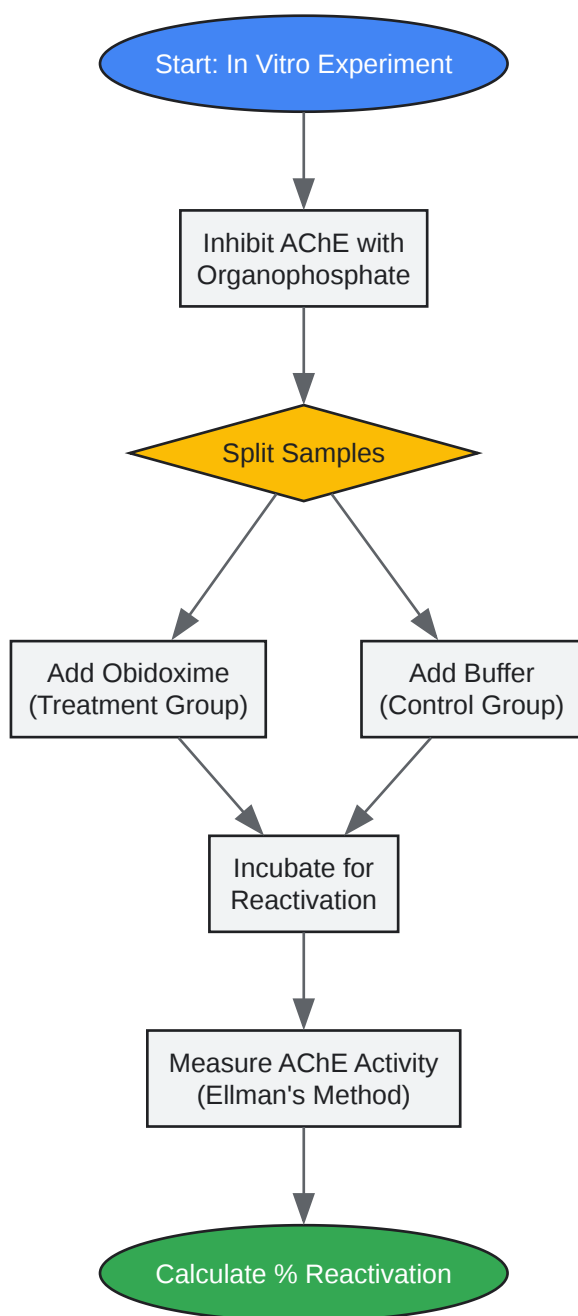 Start: In Vitro Experiment
Inhibit AChE with
Organophosphate
Split Samples
Add Obidoxime
(Treatment Group)
Add Buffer
(Control Group)
Incubate for
Reactivation
Measure AChE Activity
(Ellman's Method)
Calculate % Reactivation